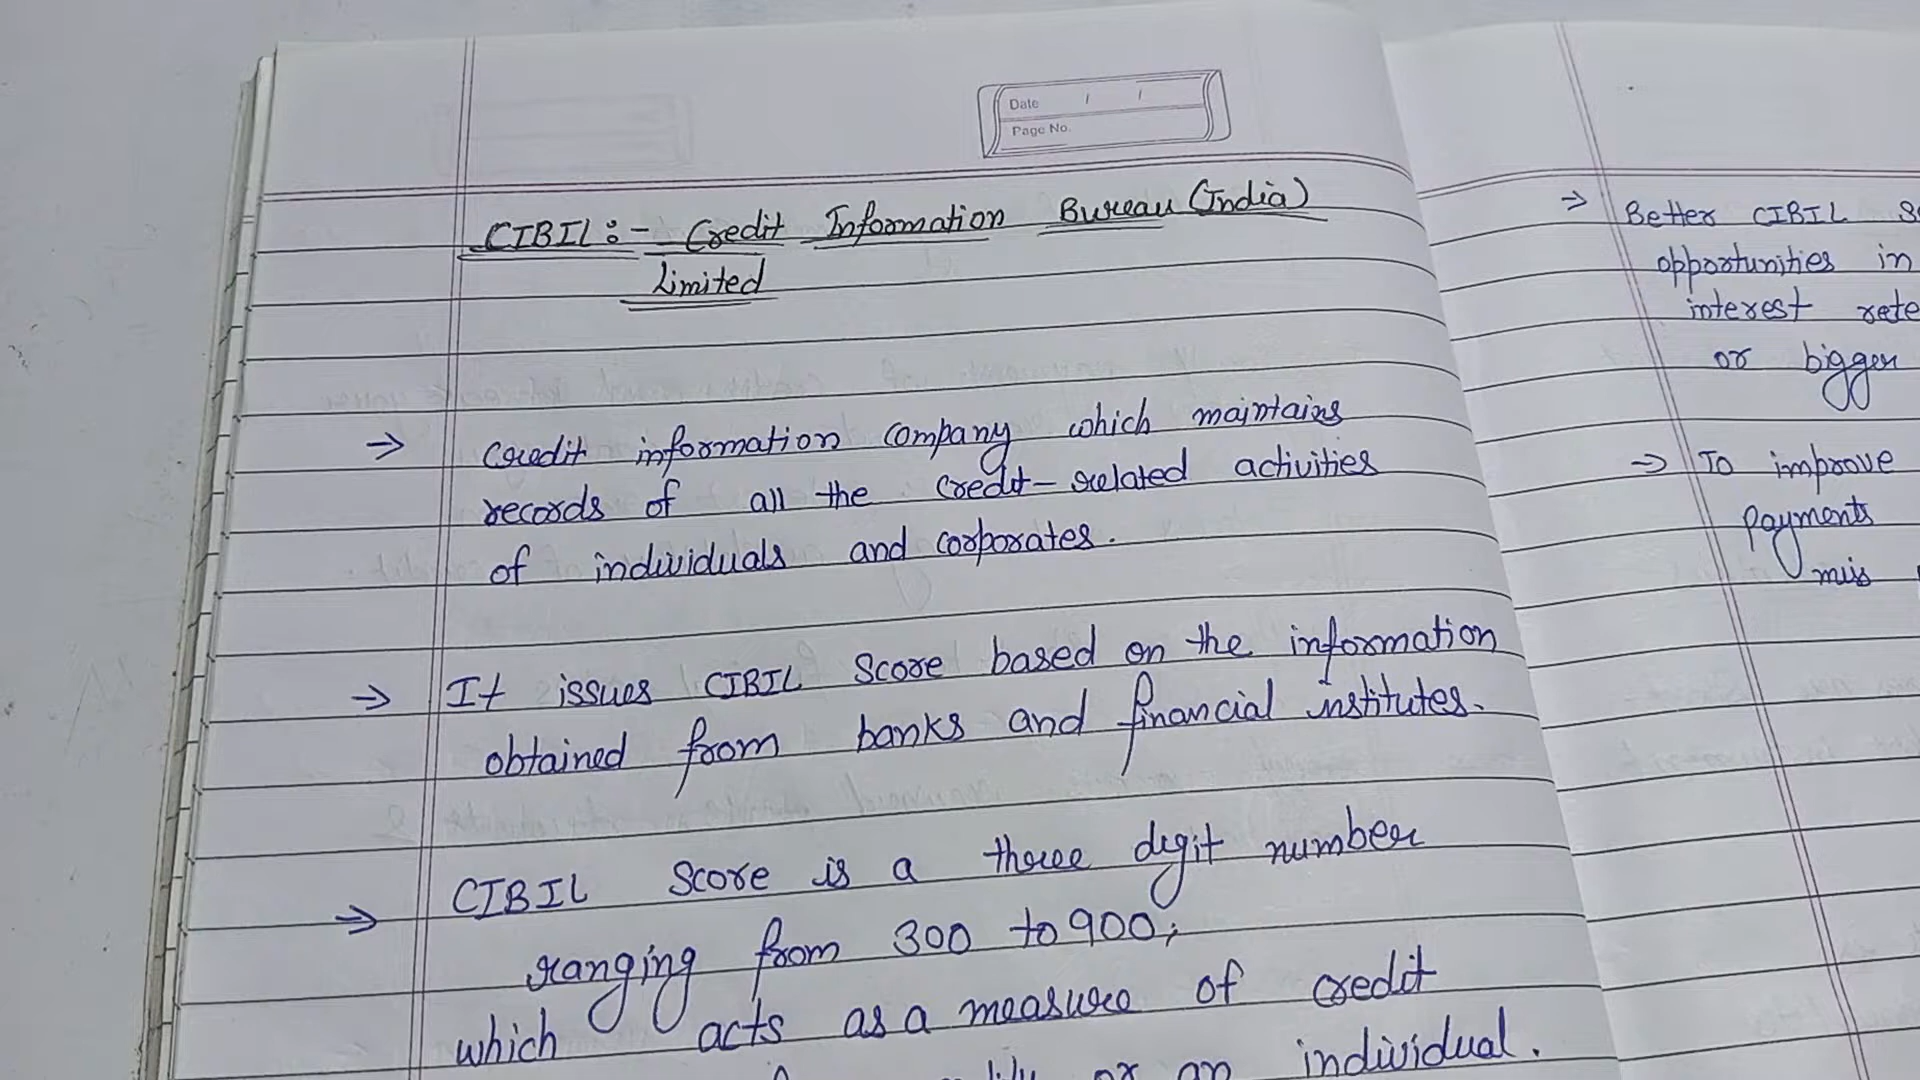 Date / /
Page No.
CIBIL :- Credit Information Bureau (India)
Limited
⇒ Credit information company which maintains
records of all the credit-related activities
of individuals and corporates.
⇒ It issues CIBIL Score based on the information
obtained from banks and financial institutes.
⇒ CIBIL Score is a three digit number
ranging from 300 to 900;
which acts as a measure of credit
or an individual.
⇒ Better CIBIL
opportunities in
interest rete
or bigger
⇒ To improve
payments
mis